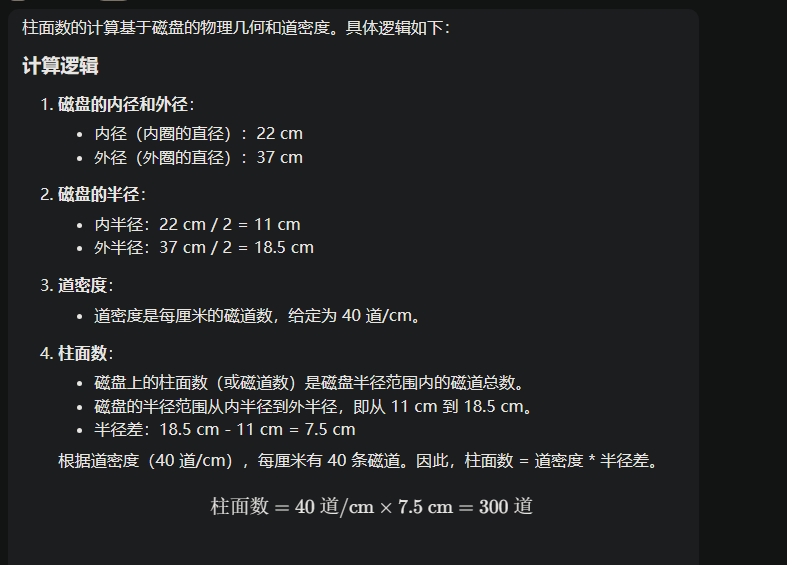 柱面数的计算基于磁盘的物理几何和道密度。具体逻辑如下：
计算逻辑
1. 磁盘的内径和外径：
• 内径（内圈的直径）：22 cm
• 外径（外圈的直径）：37 cm
2. 磁盘的半径：
• 内半径：22 cm / 2 = 11 cm
• 外半径：37 cm / 2 = 18.5 cm
3. 道密度：
• 道密度是每厘米的磁道数，给定为 40 道/cm。
4. 柱面数：
• 磁盘上的柱面数（或磁道数）是磁盘半径范围内的磁道总数。
• 磁盘的半径范围从内半径到外半径，即从 11 cm 到 18.5 cm。
• 半径差：18.5 cm - 11 cm = 7.5 cm
根据道密度（40 道/cm），每厘米有 40 条磁道。因此，柱面数 = 道密度 * 半径差。
柱面数 = 40 道/cm × 7.5 cm = 300 道